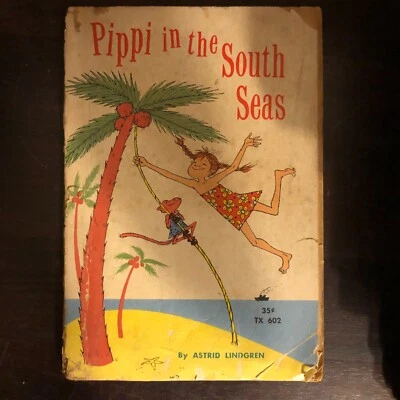 Pippi in the
South
Seas
35¢
TX 602
By ASTRID LINDGREN